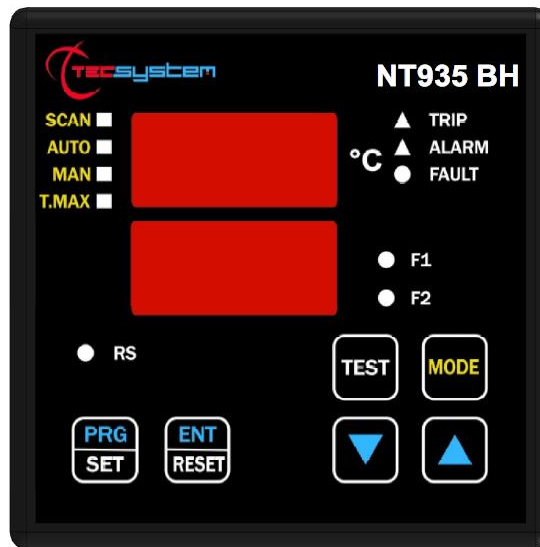 TECSYSTEM
NT935 BH
SCAN
AUTO
MAN
T.MAX
°C
TRIP
ALARM
FAULT
F1
F2
RS
TEST
MODE
PRG
SET
ENT
RESET